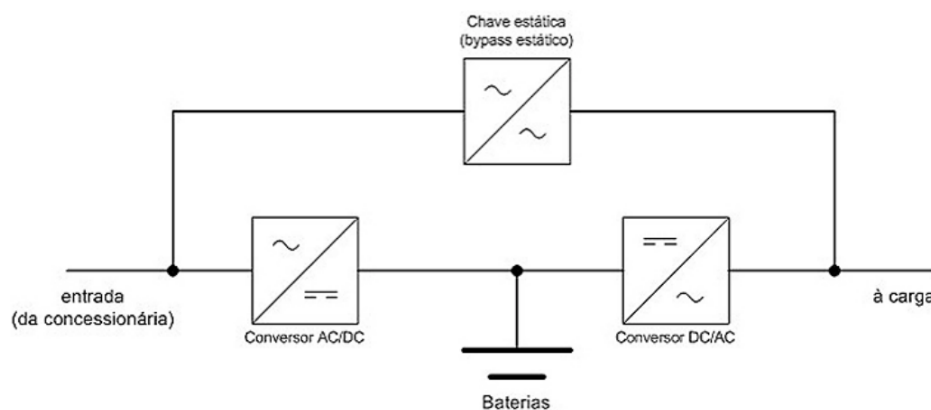 Chave estática
(bypass estático)
entrada
(da concessionária)
Conversor AC/DC
Conversor DC/AC
à carga
Baterias